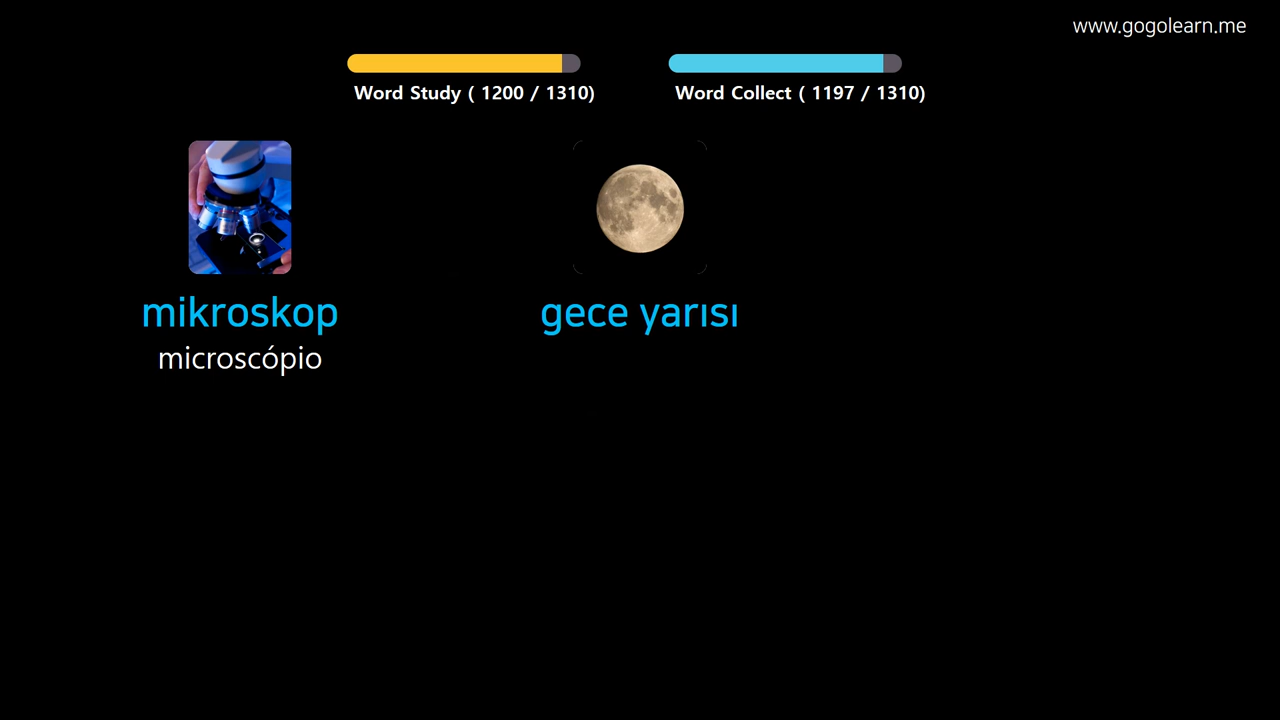 www.gogolearn.me
Word Study ( 1200 / 1310)
Word Collect ( 1197 / 1310)
mikroskop
microscópio
gece yarısı